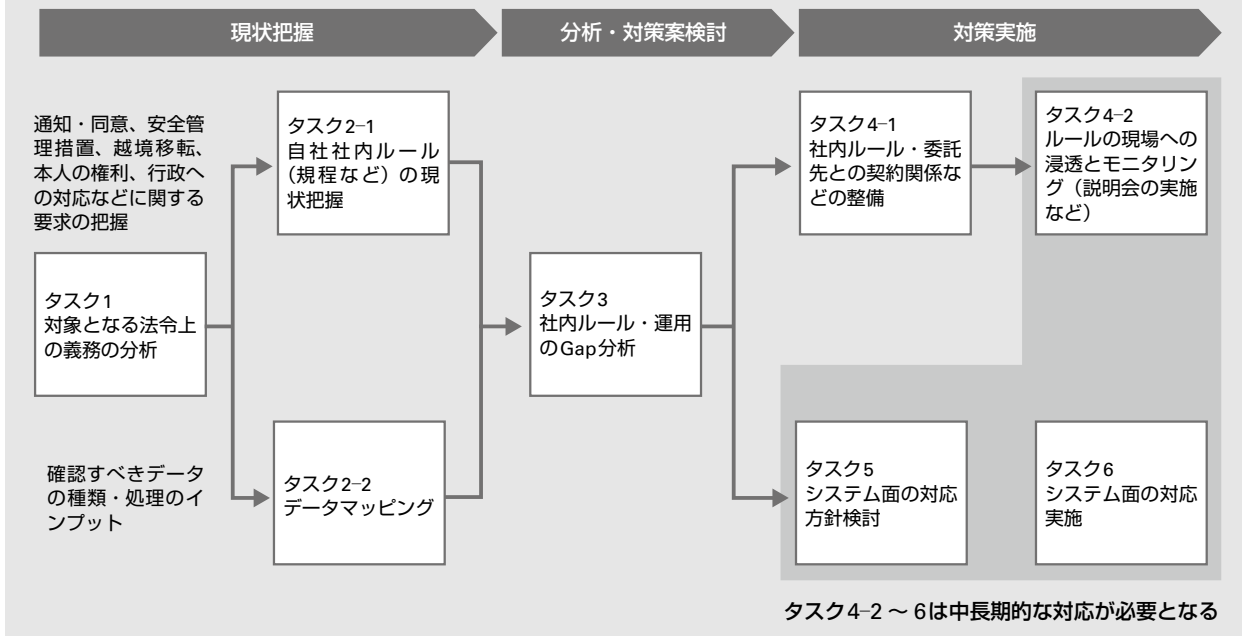 現状把握
分析・対策案検討
対策実施
通知・同意、安全管
理措置、越境移転、
本人の権利、行政へ
の対応などに関する
要求の把握
タスク2-1
自社社内ルール
（規程など）の現
状把握
タスク4-1
社内ルール・委託
先との契約関係な
どの整備
タスク4-2
ルールの現場への
浸透とモニタリン
グ（説明会の実施
など）
タスク1
対象となる法令上
の義務の分析
タスク3
社内ルール・運用
のGap分析
確認すべきデータ
の種類・処理のイ
ンプット
タスク2-2
データマッピング
タスク5
システム面の対応
方針検討
タスク6
システム面の対応
実施
タスク4-2 ～ 6は中長期的な対応が必要となる